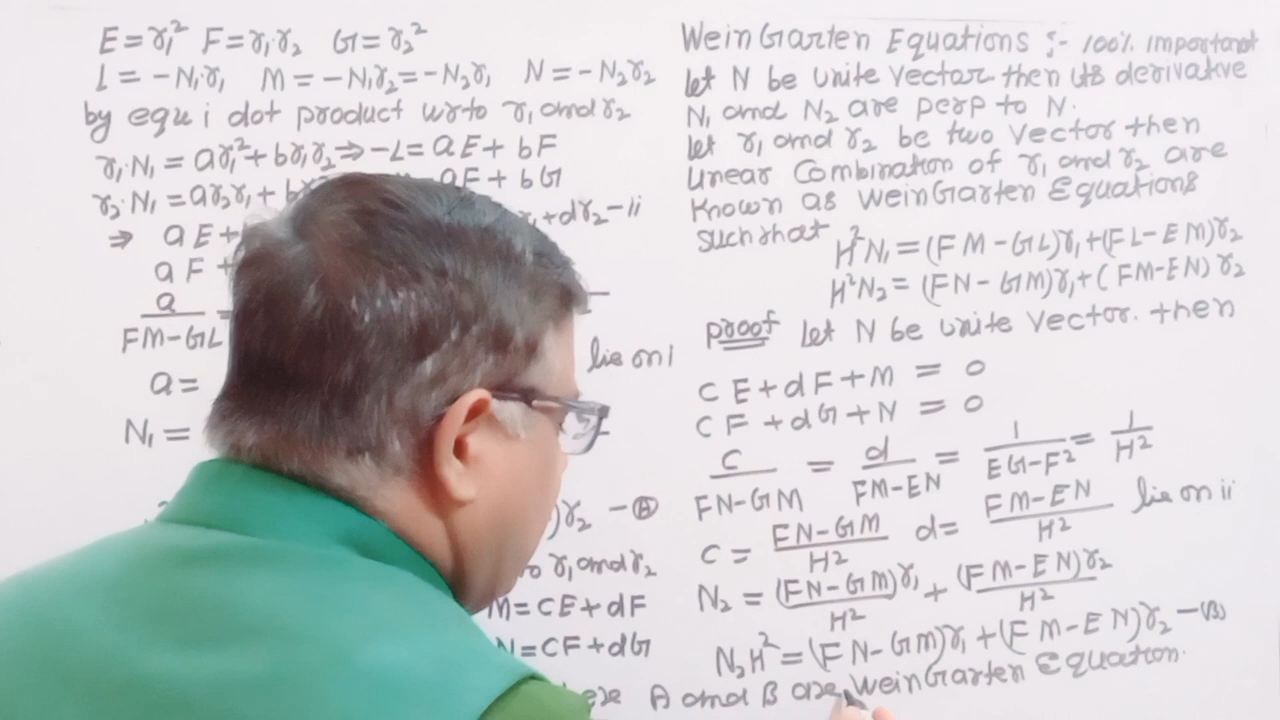 E = r₁² F = r₁.r₂ G = r₂²
L = -N₁r₁ M = -N₁r₂ = -N₂r₁ N = -N₂r₂
by equ i dot product wrto r₁ and r₂
r₁.N₁ = ar₁² + br₁r₂ ⇒ -L = aE + bF
r₂.N₁ = ar₂r₁ + aF + bG
r₁ + dr₂ - ii
⇒ aE +
aF +
a
FM-GL
lie on i
a =
N₁ =
)r₂ - Ⓐ
r₁ and r₂
M = CE + dF
N = CF + dG
WeinGarten Equations :- 100% important
let N be unite Vector then its derivative
N₁ and N₂ are perp to N.
let r₁ and r₂ be two Vector then
linear Combination of r₁ and r₂ are
Known as WeinGarten Equations
such that H²N₁ = (FM-GL)r₁ + (FL-EM)r₂
H²N₂ = (FN-GM)r₁ + (FM-EN)r₂
proof let N be unite Vector. then
CE + dF + M = 0
CF + dG + N = 0
C/FN-GM = d/FM-EN = 1/EG-F² = 1/H²
C = FN-GM/H² d = FM-EN/H² lie on ii
N₂ = (FN-GM)r₁/H² + (FM-EN)r₂/H²
N₂H² = (FN-GM)r₁ + (FM-EN)r₂ - (B)
A and B are WeinGarten Equation.